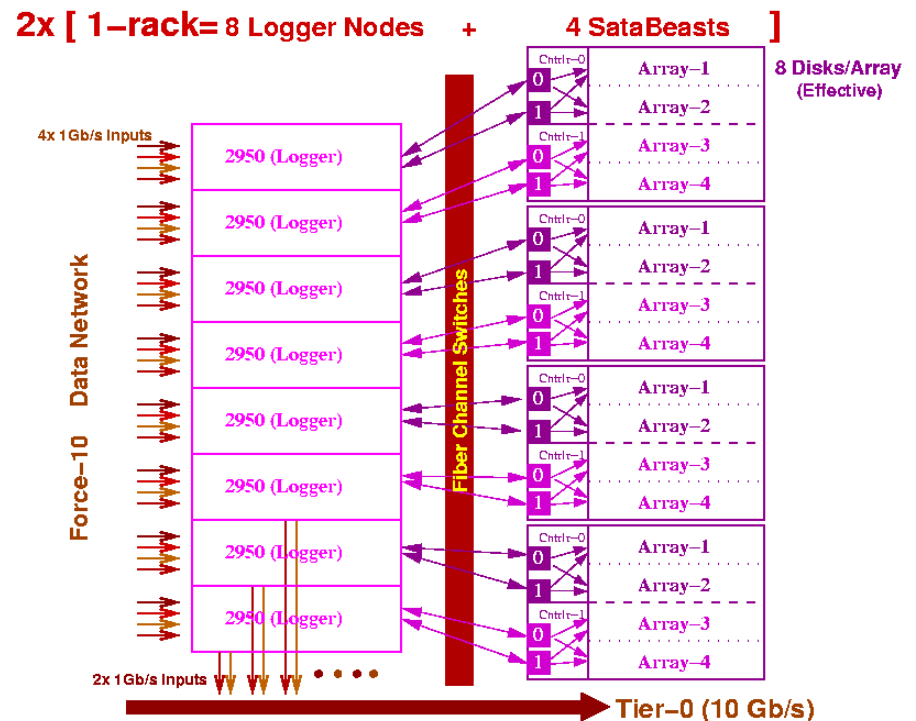 2x [ 1-rack= 8 Logger Nodes + 4 SataBeasts ]
8 Disks/Array
(Effective)
4x 1Gb/s Inputs
Force-10 Data Network
2950 (Logger)
2950 (Logger)
2950 (Logger)
2950 (Logger)
2950 (Logger)
2950 (Logger)
2950 (Logger)
2950 (Logger)
Fiber Channel Switches
Cntrlr-0
0
1
Array-1
Array-2
Cntrlr-1
0
1
Array-3
Array-4
Cntrlr-0
0
1
Array-1
Array-2
Cntrlr-1
0
1
Array-3
Array-4
Cntrlr-0
0
1
Array-1
Array-2
Cntrlr-1
0
1
Array-3
Array-4
Cntrlr-0
0
1
Array-1
Array-2
Cntrlr-1
0
1
Array-3
Array-4
2x 1Gb/s Inputs
Tier-0 (10 Gb/s)